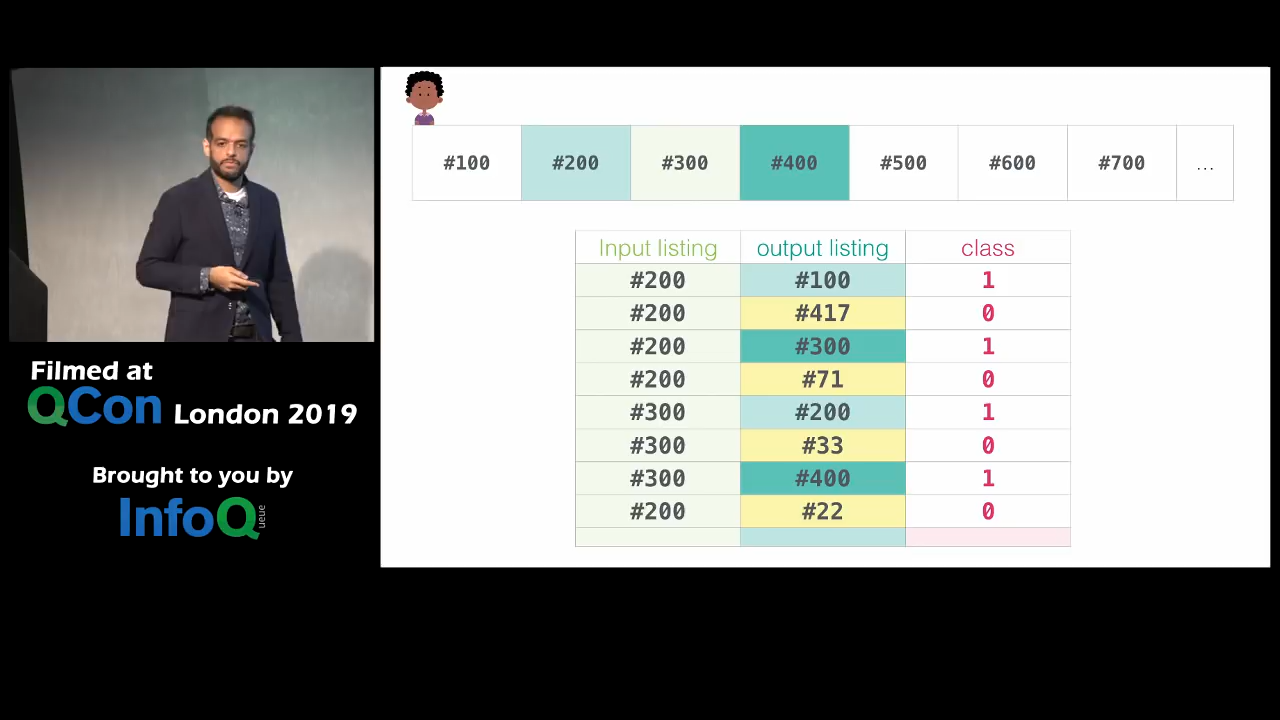 #100 #200 #300 #400 #500 #600 #700 ...
Input listing output listing class
#200 #100 1
#200 #417 0
#200 #300 1
#200 #71 0
#300 #200 1
#300 #33 0
#300 #400 1
#200 #22 0
Filmed at
QCon London 2019
Brought to you by
InfoQ
ueue